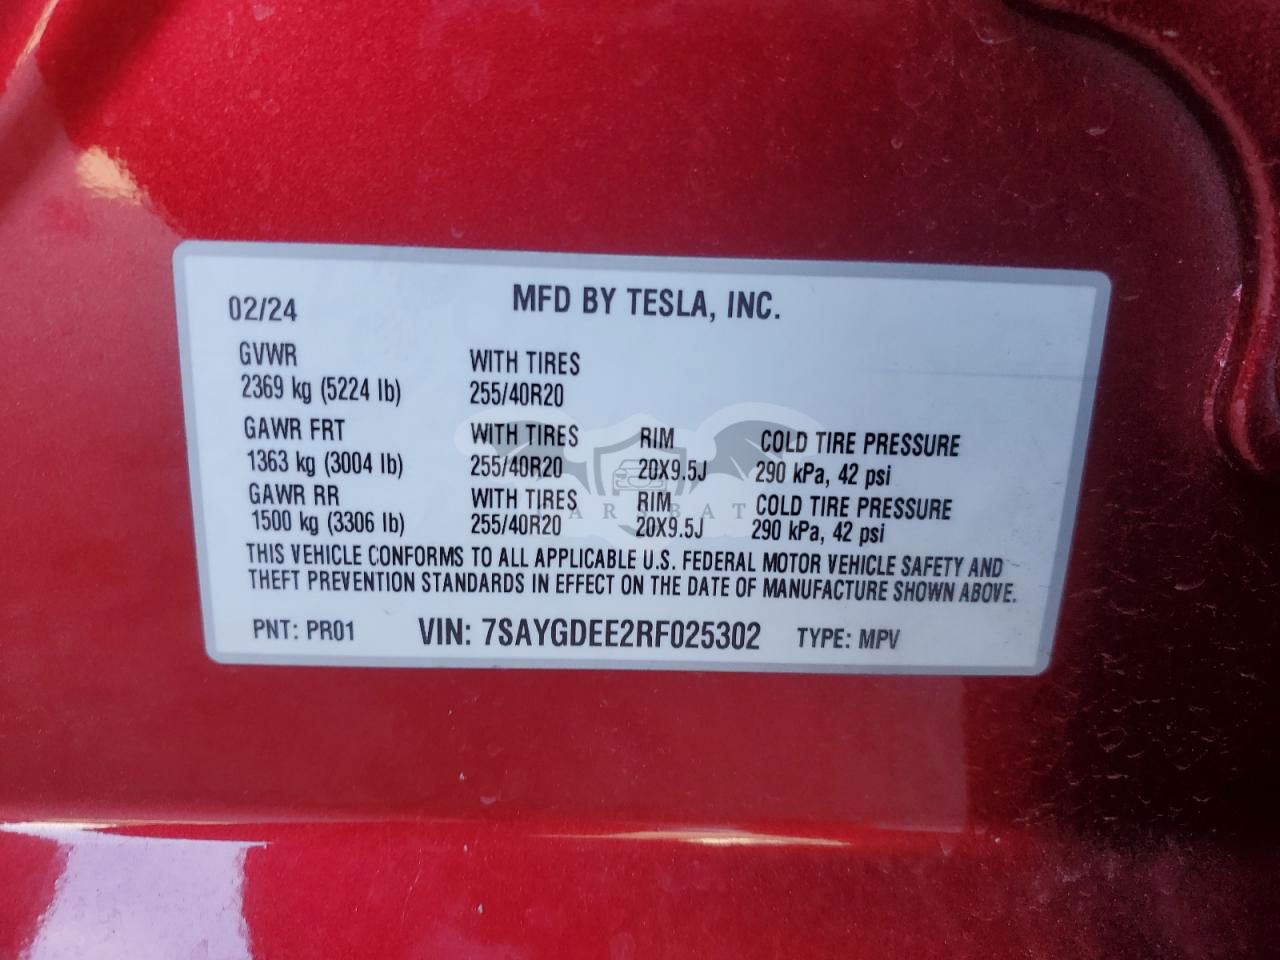 02/24 MFD BY TESLA, INC.
GVWR WITH TIRES
2369 kg (5224 lb) 255/40R20
GAWR FRT WITH TIRES RIM COLD TIRE PRESSURE
1363 kg (3004 lb) 255/40R20 20X9.5J 290 kPa, 42 psi
GAWR RR WITH TIRES RIM COLD TIRE PRESSURE
1500 kg (3306 lb) 255/40R20 20X9.5J 290 kPa, 42 psi
THIS VEHICLE CONFORMS TO ALL APPLICABLE U.S. FEDERAL MOTOR VEHICLE SAFETY AND
THEFT PREVENTION STANDARDS IN EFFECT ON THE DATE OF MANUFACTURE SHOWN ABOVE.
PNT: PR01 VIN: 7SAYGDEE2RF025302 TYPE: MPV